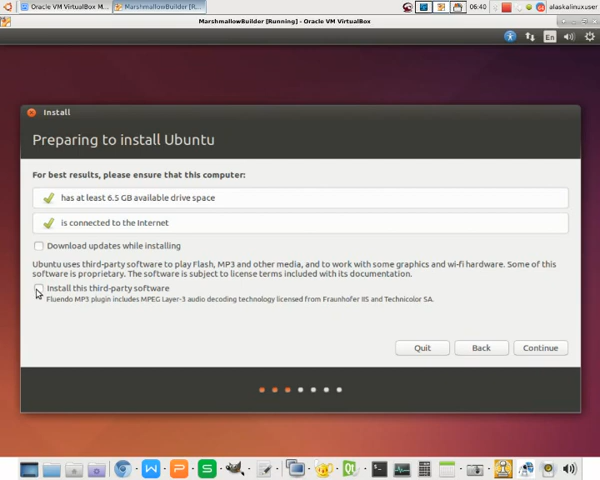 Oracle VM VirtualBox M...
MarshmallowBuilder [R...
06:40
alaskalinuxuser
MarshmallowBuilder [Running] - Oracle VM VirtualBox
En
Install
Preparing to install Ubuntu
For best results, please ensure that this computer:
has at least 6.5 GB available drive space
is connected to the Internet
Download updates while installing
Ubuntu uses third-party software to play Flash, MP3 and other media, and to work with some graphics and wi-fi hardware. Some of this
software is proprietary. The software is subject to license terms included with its documentation.
Install this third-party software
Fluendo MP3 plugin includes MPEG Layer-3 audio decoding technology licensed from Fraunhofer IIS and Technicolor SA.
Quit
Back
Continue
W
P
S
Qt